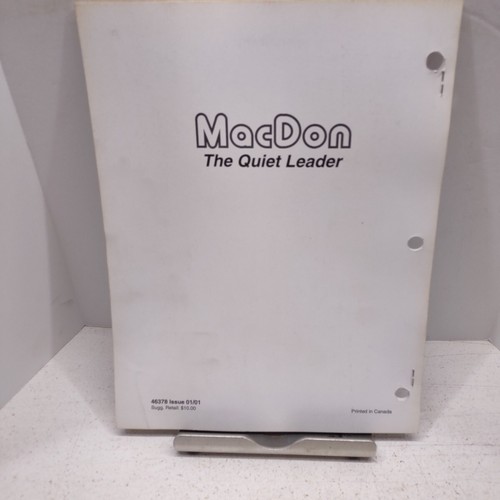 MacDon
The Quiet Leader
46378 Issue 01/01
Sugg. Retail: $10.00
Printed in Canada